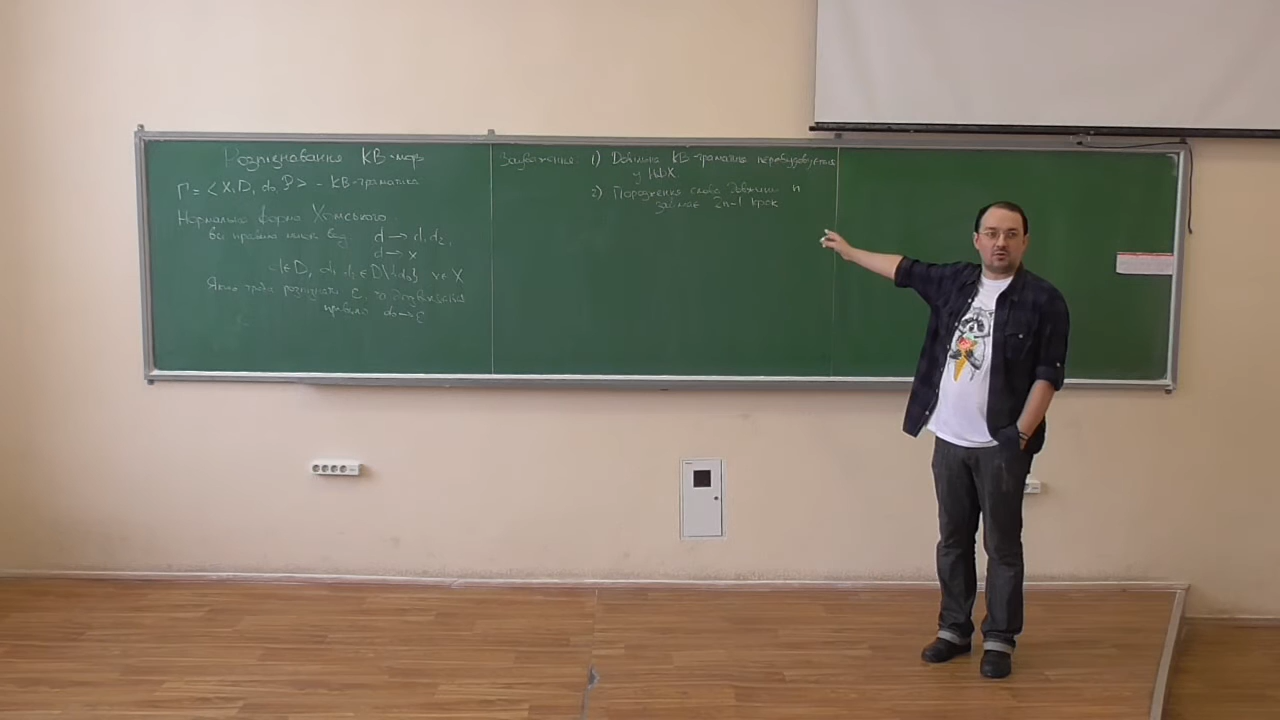 Розпізнавання КВ-мов
Г = < X, D, d₀, P > - КВ-граматика
Нормальна форма Хомського:
всі правила мають вид d → d₁d₂,
d → x
d ∈ D, d₁, d₂ ∈ D\{d₀}, x ∈ X
Якщо треба розпізнати ε, то дозволяється
правило d₀ → ε
Зауваження: 1) Довільна КВ-граматика перебудовується
у НФХ
2) Породження слова довжини n
займає 2n-1 крок